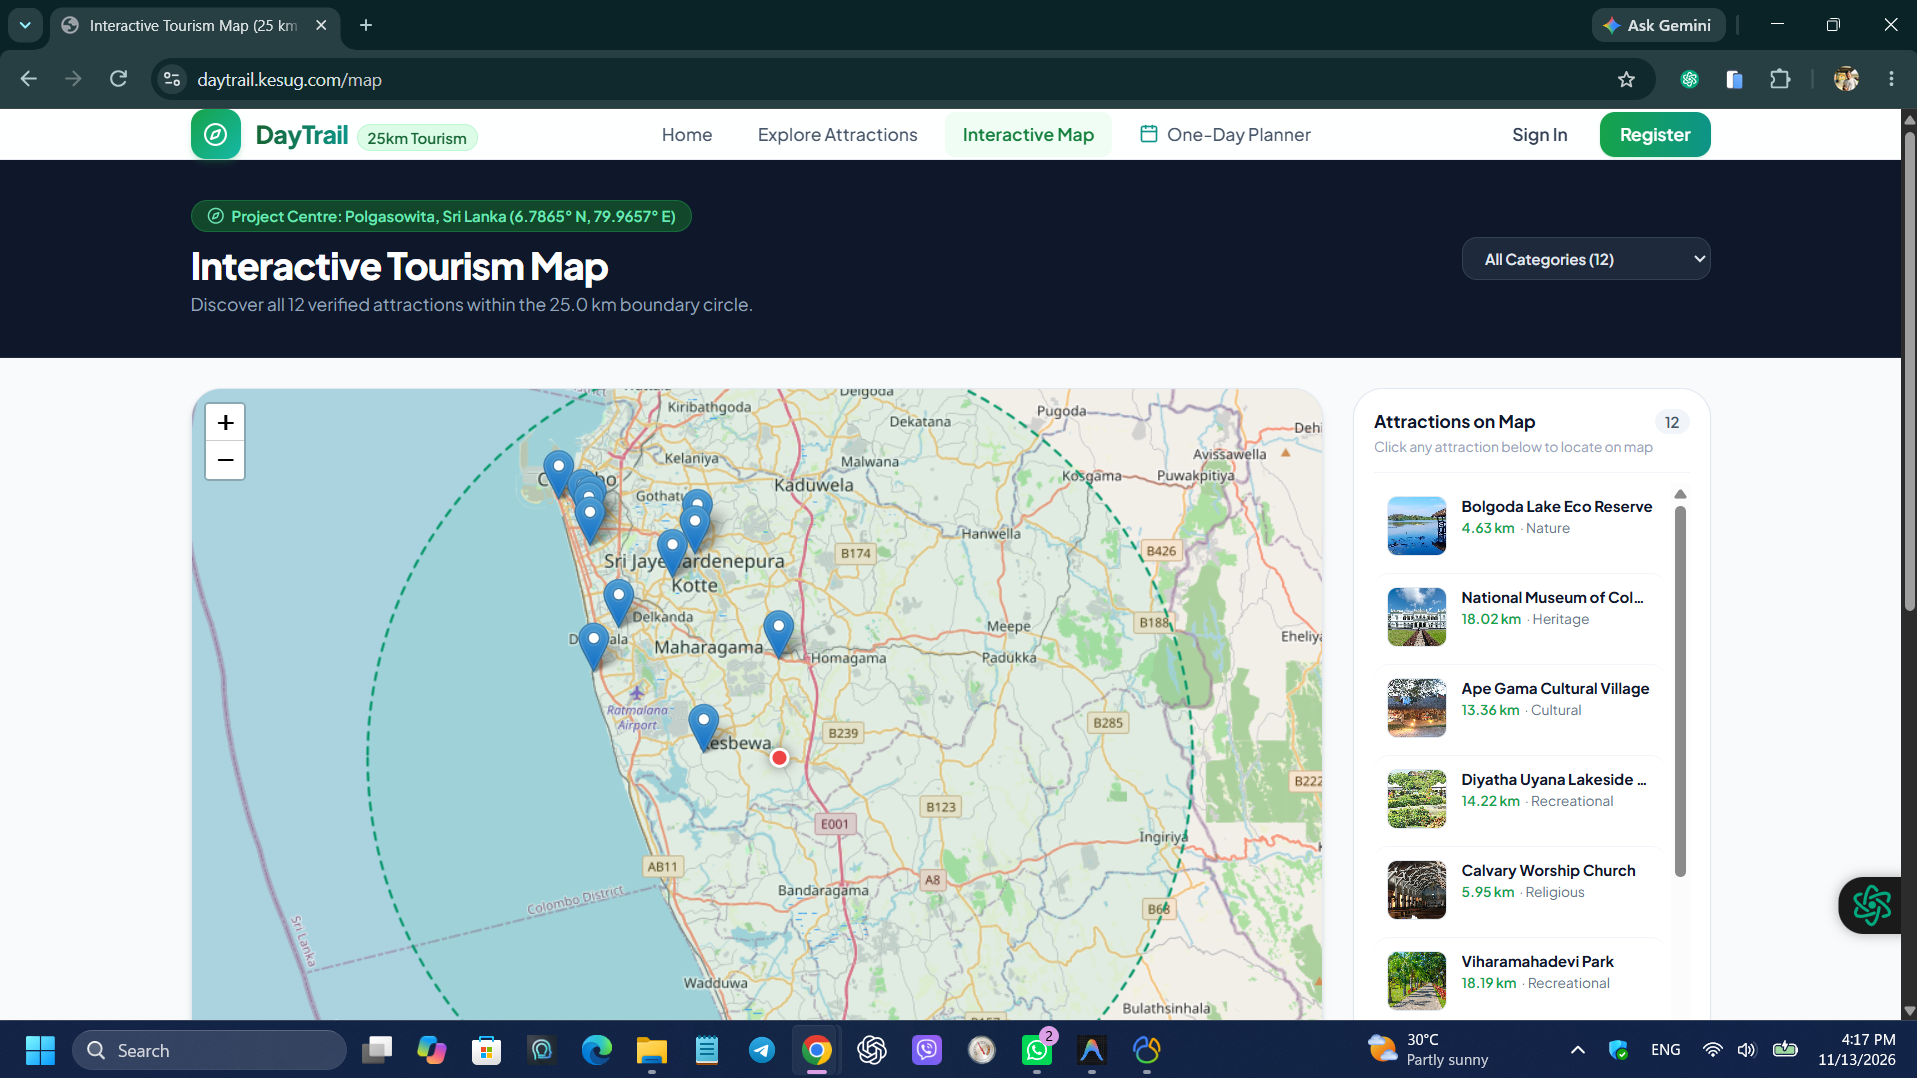 Interactive Tourism Map (25 km
Ask Gemini
daytrail.kesug.com/map
DayTrail
25km Tourism
Home
Explore Attractions
Interactive Map
One-Day Planner
Sign In
Register
Project Centre: Polgasowita, Sri Lanka (6.7865° N, 79.9657° E)
Interactive Tourism Map
Discover all 12 verified attractions within the 25.0 km boundary circle.
All Categories (12)
+
−
Kiribathgoda
Delgoda
Dekatana
Pugoda
Kelaniya
Malwana
Avissawella
Kosgama
Puwakpitiya
Kaduwela
Hanwella
B174
B426
Kotte
Delkanda
Maharagama
Homagama
Meepe
Padukka
B188
Ratmalana
Airport
B239
B285
B222
B123
E001
Ingiriya
AB11
Bandaragama
A8
B68
Colombo District
Sri Lanka
Wadduwa
Bulathsinhala
Attractions on Map
12
Click any attraction below to locate on map
Bolgoda Lake Eco Reserve
4.63 km · Nature
National Museum of Col...
18.02 km · Heritage
Ape Gama Cultural Village
13.36 km · Cultural
Diyatha Uyana Lakeside ...
14.22 km · Recreational
Calvary Worship Church
5.95 km · Religious
Viharamahadevi Park
18.19 km · Recreational
Search
2
30°C
Partly sunny
ENG
4:17 PM
11/13/2026